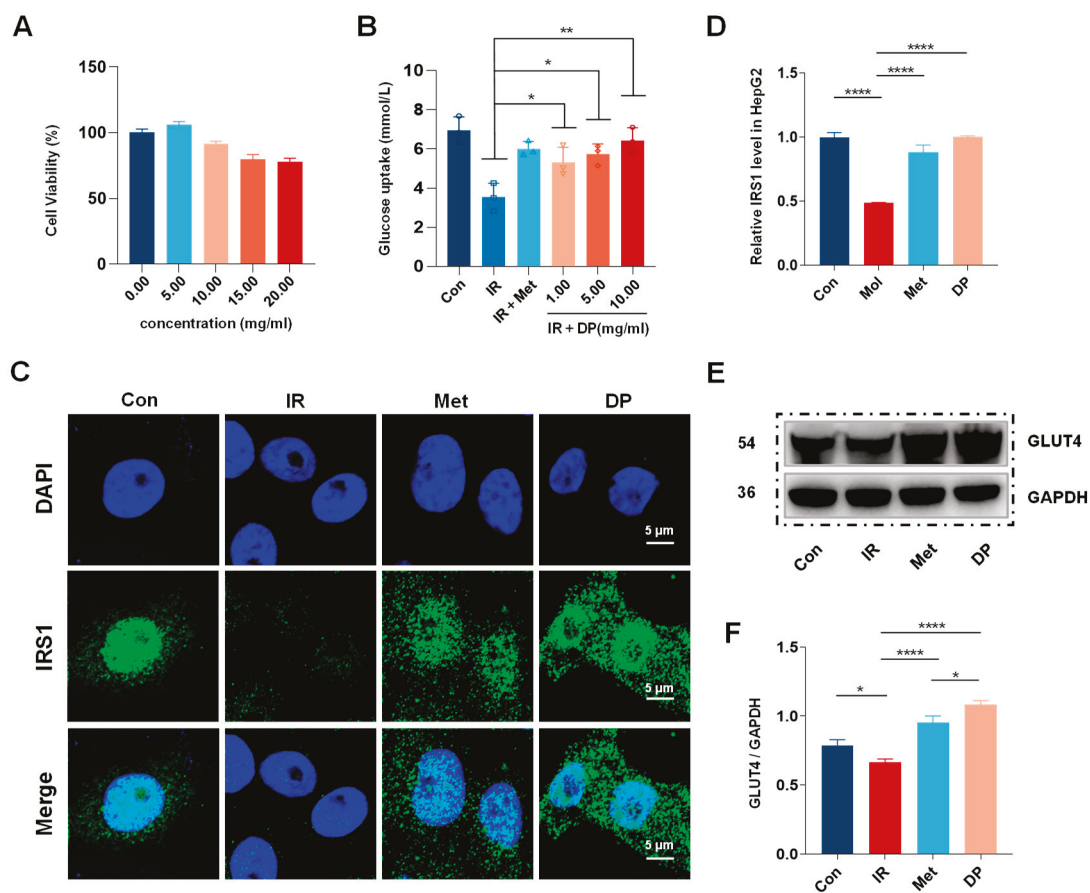 A
150
100
50
0
Cell Viability (%)
0.00 5.00 10.00 15.00 20.00
concentration (mg/ml)
B
**
*
*
10
8
6
4
2
0
Glucose uptake (mmol/L)
Con IR IR + Met 1.00 5.00 10.00
IR + DP(mg/ml)
D
****
****
****
1.5
1.0
0.5
0.0
Relative IRS1 level in HepG2
Con Mol Met DP
C
Con IR Met DP
DAPI
5 μm
IRS1
5 μm
Merge
5 μm
E
54 GLUT4
36 GAPDH
Con IR Met DP
F
****
****
* *
1.5
1.0
0.5
0.0
GLUT4 / GAPDH
Con IR Met DP